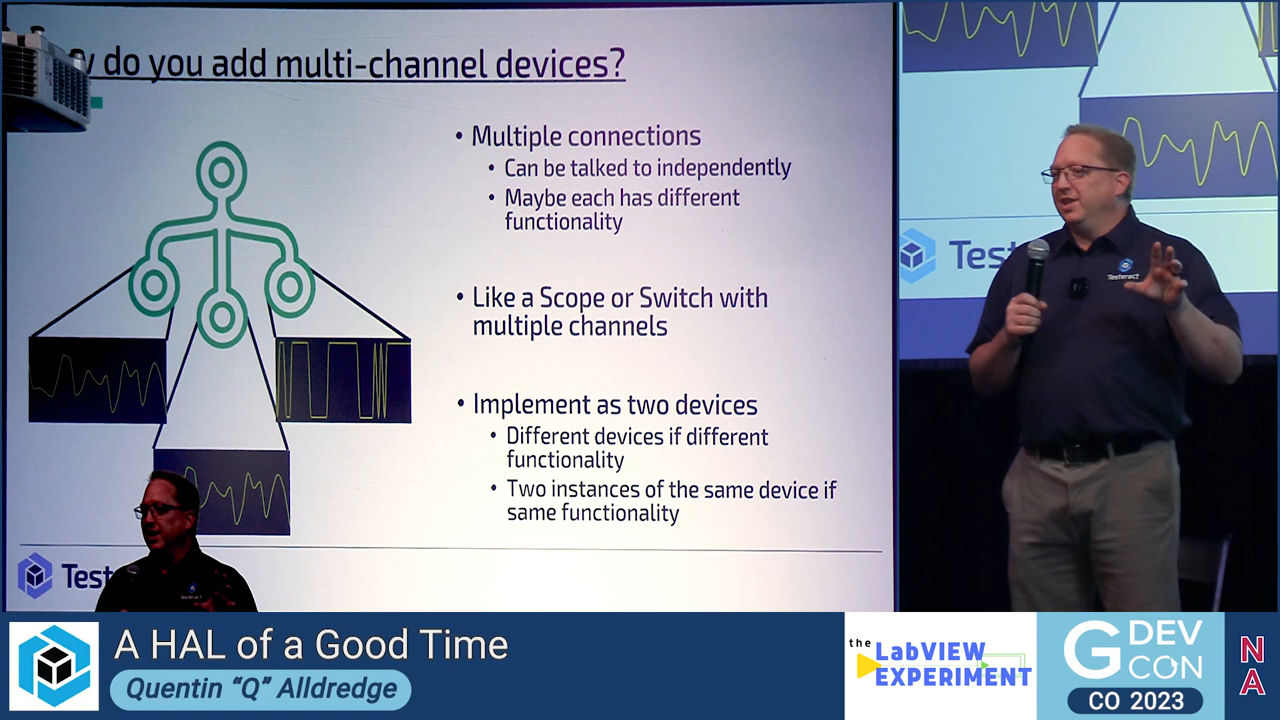 do you add multi-channel devices?
• Multiple connections
• Can be talked to independently
• Maybe each has different
functionality
• Like a Scope or Switch with
multiple channels
• Implement as two devices
• Different devices if different
functionality
• Two instances of the same device if
same functionality
Testeract
A HAL of a Good Time
Quentin "Q" Alldredge
the
LabVIEW
EXPERIMENT
G DEV
CON
CO 2023
NA